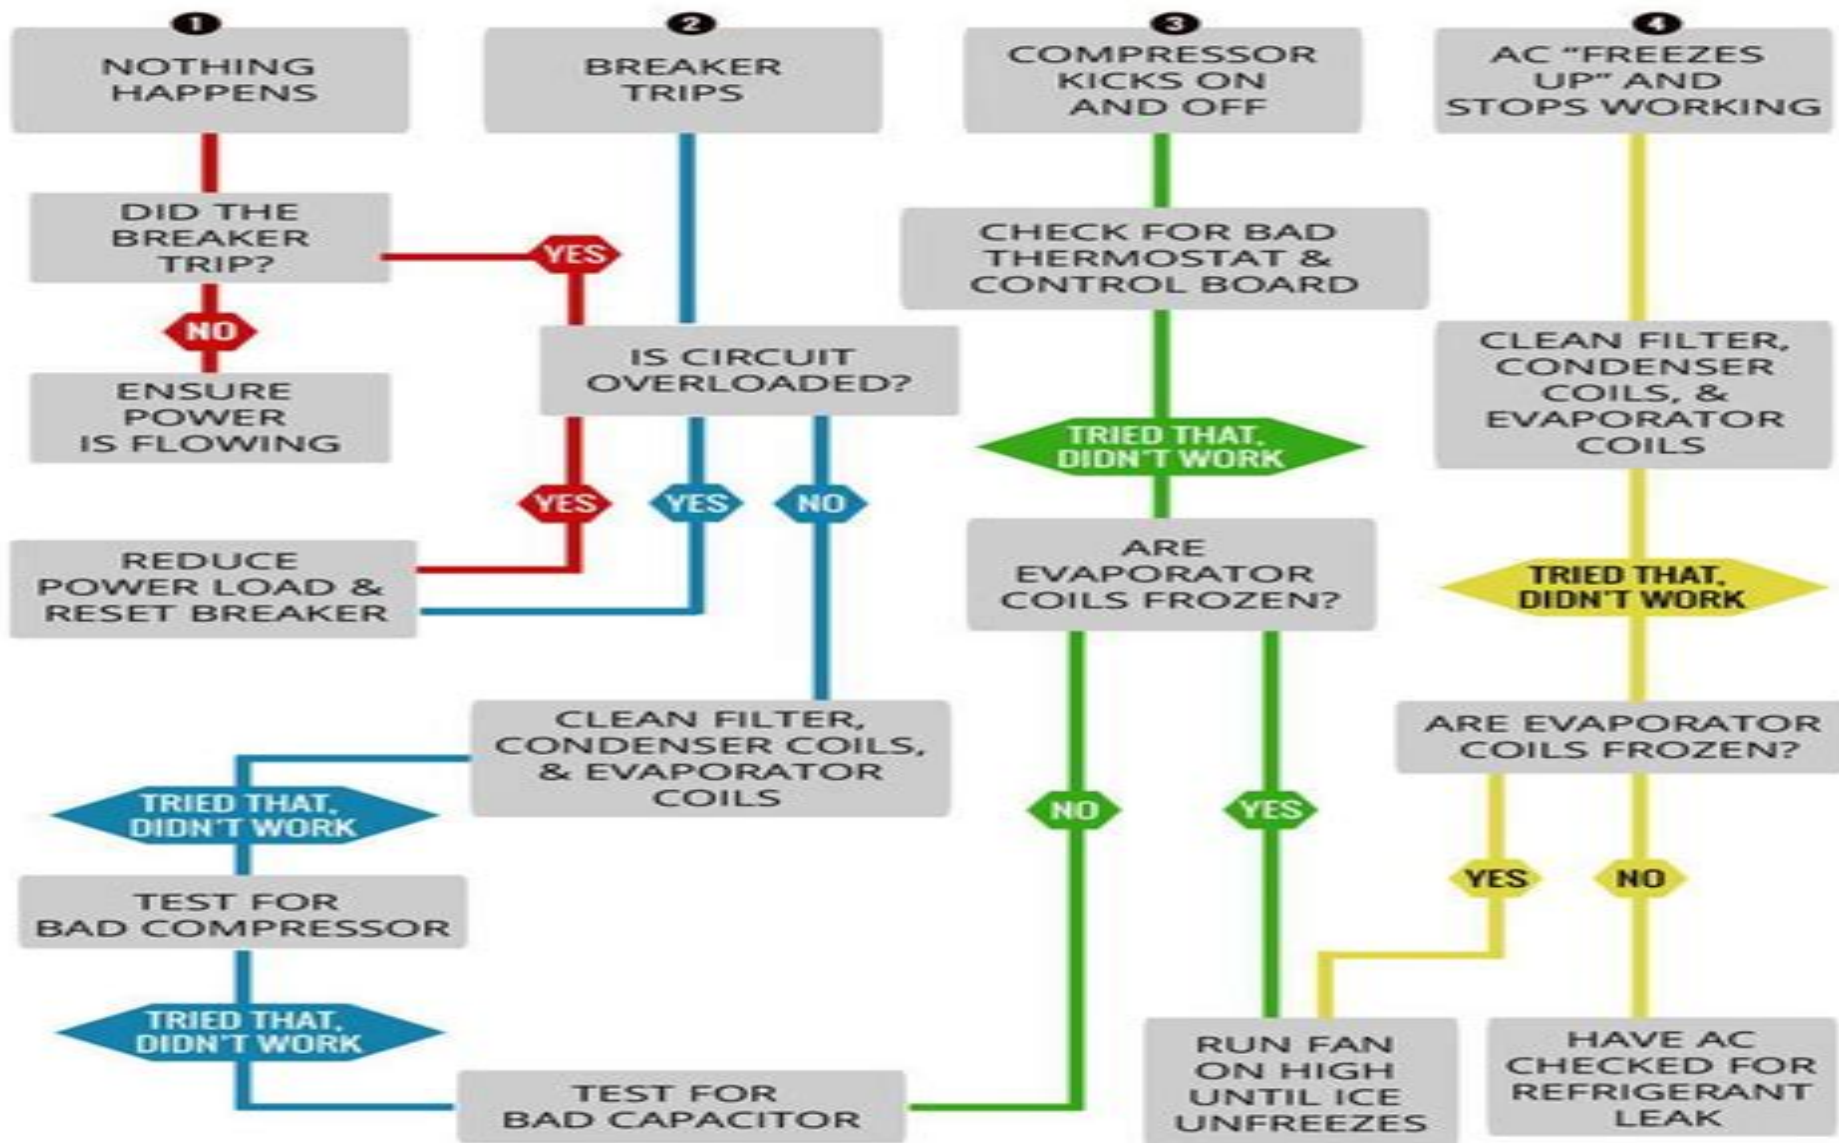 1
NOTHING
HAPPENS
DID THE
BREAKER
TRIP?
YES
NO
ENSURE
POWER
IS FLOWING
YES
REDUCE
POWER LOAD &
RESET BREAKER
2
BREAKER
TRIPS
IS CIRCUIT
OVERLOADED?
YES
NO
CLEAN FILTER,
CONDENSER COILS,
& EVAPORATOR
COILS
TRIED THAT,
DIDN'T WORK
TEST FOR
BAD COMPRESSOR
TRIED THAT,
DIDN'T WORK
TEST FOR
BAD CAPACITOR
3
COMPRESSOR
KICKS ON
AND OFF
CHECK FOR BAD
THERMOSTAT &
CONTROL BOARD
TRIED THAT,
DIDN'T WORK
ARE
EVAPORATOR
COILS FROZEN?
NO
YES
RUN FAN
ON HIGH
UNTIL ICE
UNFREEZES
4
AC "FREEZES
UP" AND
STOPS WORKING
CLEAN FILTER,
CONDENSER
COILS, &
EVAPORATOR
COILS
TRIED THAT,
DIDN'T WORK
ARE EVAPORATOR
COILS FROZEN?
YES
NO
HAVE AC
CHECKED FOR
REFRIGERANT
LEAK